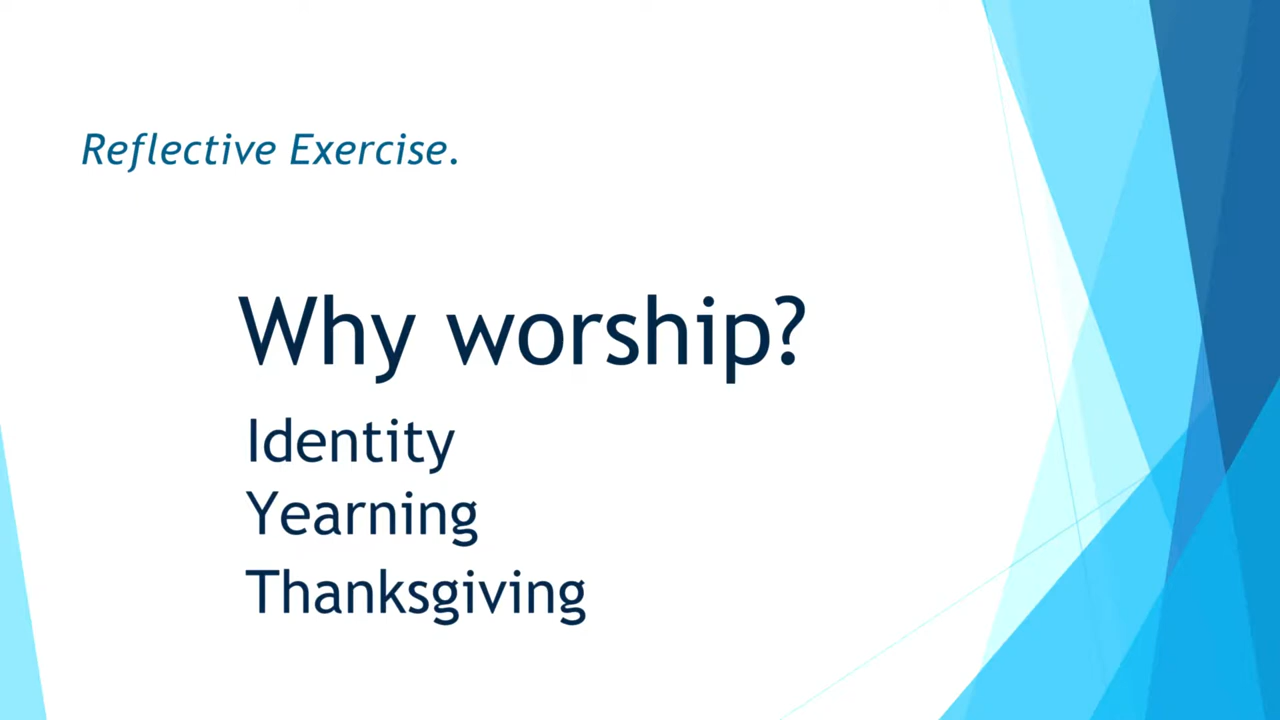 Reflective Exercise.
Why worship?
Identity
Yearning
Thanksgiving